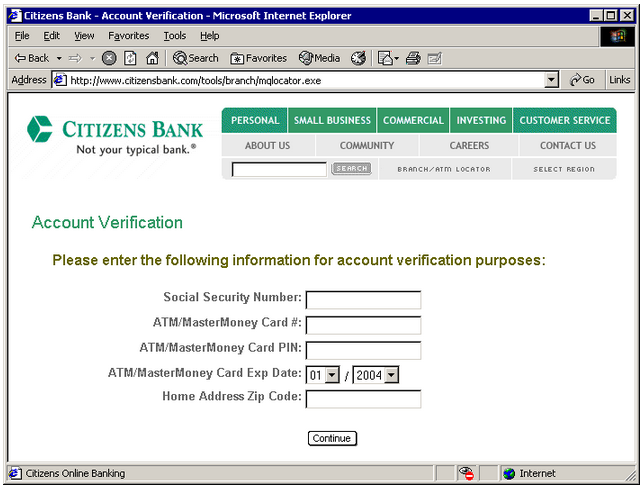 Citizens Bank - Account Verification - Microsoft Internet Explorer
File Edit View Favorites Tools Help
Back Search Favorites Media
Address http://www.citizensbank.com/tools/branch/mqlocator.exe Go Links
CITIZENS BANK
Not your typical bank.®
PERSONAL SMALL BUSINESS COMMERCIAL INVESTING CUSTOMER SERVICE
ABOUT US COMMUNITY CAREERS CONTACT US
SEARCH BRANCH/ATM LOCATOR SELECT REGION
Account Verification
Please enter the following information for account verification purposes:
Social Security Number:
ATM/MasterMoney Card #:
ATM/MasterMoney Card PIN:
ATM/MasterMoney Card Exp Date: 01 / 2004
Home Address Zip Code:
Continue
Citizens Online Banking Internet